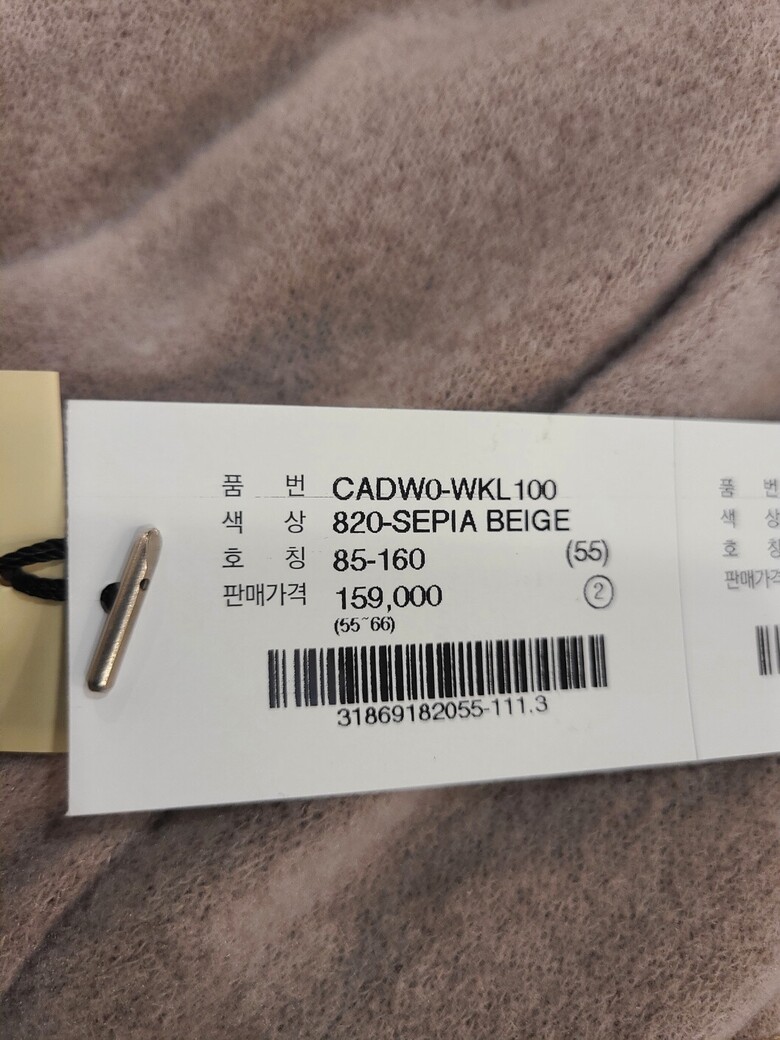 품 번 CADW0-WKL100
색 상 820-SEPIA BEIGE
호 칭 85-160 (55)
판매가격 159,000 ②
(55~66)
31869182055-111.3
품 번
색 상
호 칭
판매가격